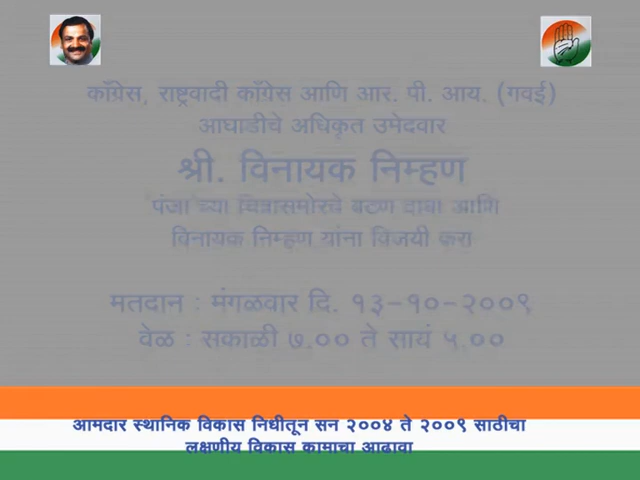 काँग्रेस, राष्ट्रवादी काँग्रेस आणि आर. पी. आय. (गवई)
आघाडीचे अधिकृत उमेदवार
श्री. विनायक निम्हण
पंजा च्या चित्रासमोरचे बटण दाबा आणि
विनायक निम्हण यांना विजयी करा
मतदान : मंगळवार दि. १३-१०-२००९
वेळ : सकाळी ७.०० ते सायं ५.००
आमदार स्थानिक विकास निधीतून सन २००४ ते २००९ साठीचा
लक्षणीय विकास कामाचा आढावा